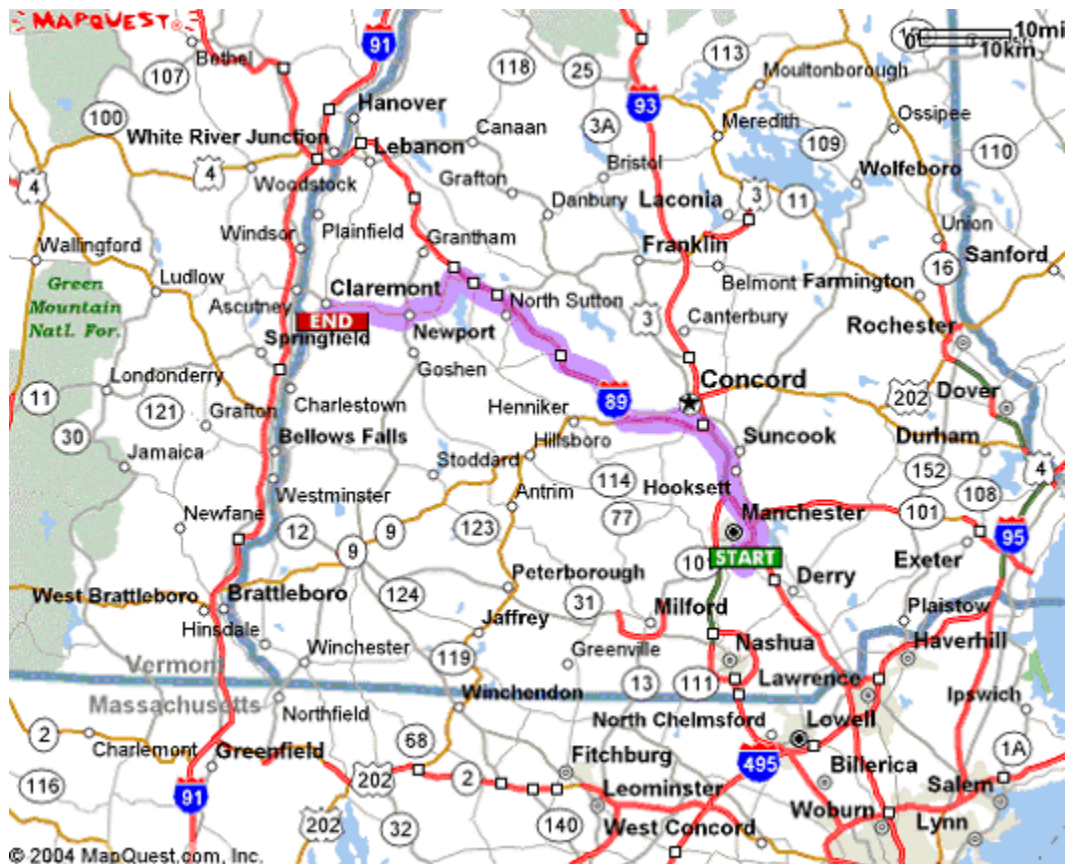 MAPQUEST
91
113
10mi
15
0
10km
Bethel
107
118
25
Moultonborough
Hanover
93
100
Canaan
3A
Meredith
Ossipee
White River Junction
Lebanon
109
110
4
4
Bristol
Wolfeboro
Woodstock
Grafton
Laconia
3
Danbury
11
Wallingford
Windsor
Plainfield
Grantham
Franklin
Union
Sanford
Ludlow
Belmont
Farmington
16
Green
Mountain
Natl. For.
Ascutney
Claremont
North Sutton
Rochester
END
Newport
3
Canterbury
Springfield
Londonderry
Goshen
Concord
11
121
Grafton
Charlestown
Henniker
89
202
Dover
30
Bellows Falls
Hillsboro
Suncook
Durham
Jamaica
Stoddard
114
152
4
Westminster
Antrim
Hooksett
108
Newfane
12
9
123
77
Manchester
101
95
9
START
10
Exeter
West Brattleboro
Brattleboro
124
Peterborough
Derry
31
Milford
Plaistow
Hinsdale
Jaffrey
Nashua
Haverhill
Winchester
119
Greenville
Vermont
13
111
Lawrence
Massachusetts
Winchendon
Ipswich
Northfield
North Chelmsford
Lowell
2
Charlemont
Greenfield
68
Fitchburg
495
1A
116
202
2
Billerica
91
Leominster
Salem
202
32
140
West Concord
Woburn
Lynn
© 2004 MapQuest.com, Inc.